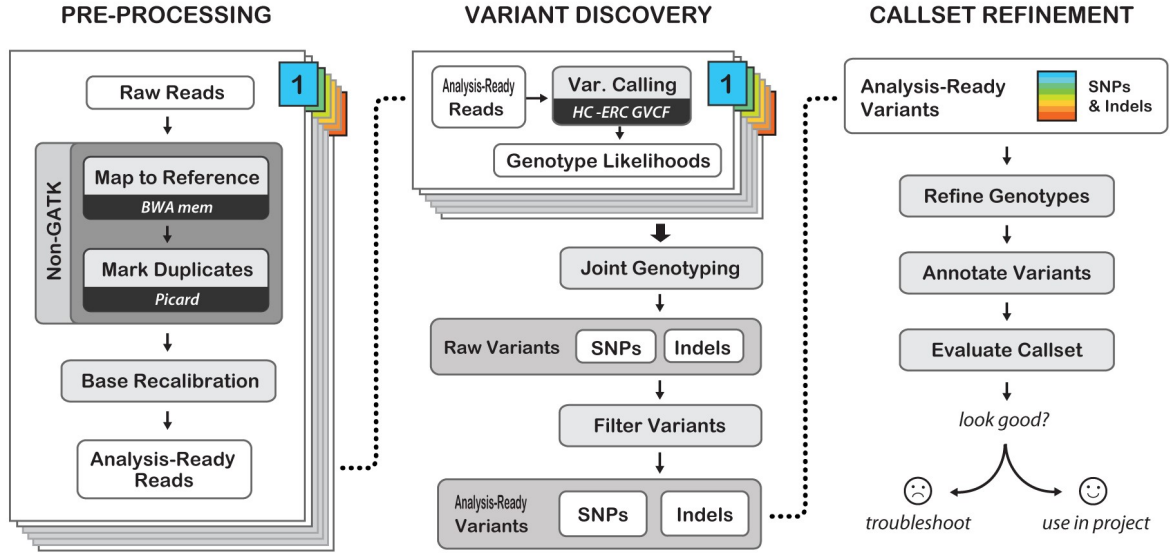 PRE-PROCESSING
1
Raw Reads
Non-GATK
Map to Reference
BWA mem
Mark Duplicates
Picard
Base Recalibration
Analysis-Ready
Reads
VARIANT DISCOVERY
1
Analysis-Ready
Reads
Var. Calling
HC -ERC GVCF
Genotype Likelihoods
Joint Genotyping
Raw Variants
SNPs
Indels
Filter Variants
Analysis-Ready
Variants
SNPs
Indels
CALLSET REFINEMENT
Analysis-Ready
Variants
SNPs
& Indels
Refine Genotypes
Annotate Variants
Evaluate Callset
look good?
troubleshoot
use in project